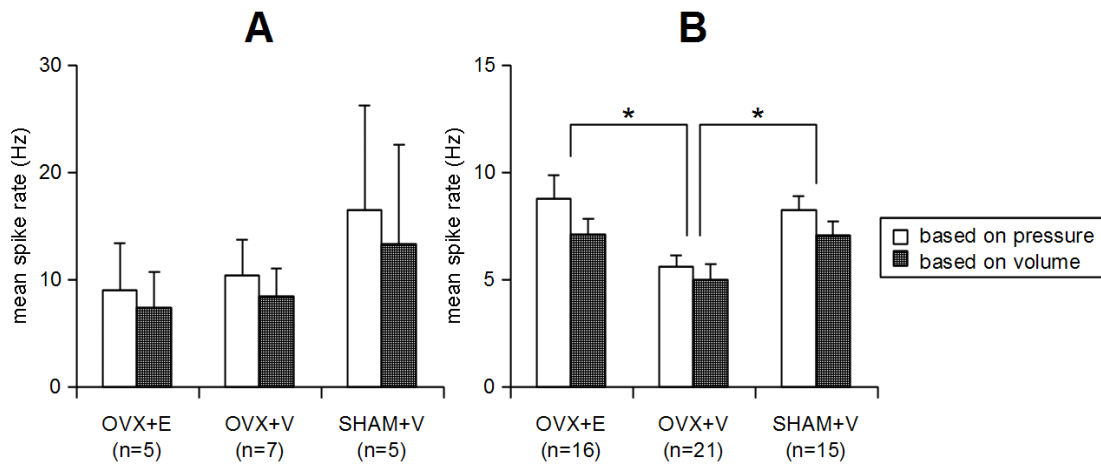 A
mean spike rate (Hz)
30
20
10
0
OVX+E
(n=5)
OVX+V
(n=7)
SHAM+V
(n=5)
B
mean spike rate (Hz)
15
10
5
0
*
*
OVX+E
(n=16)
OVX+V
(n=21)
SHAM+V
(n=15)
based on pressure
based on volume